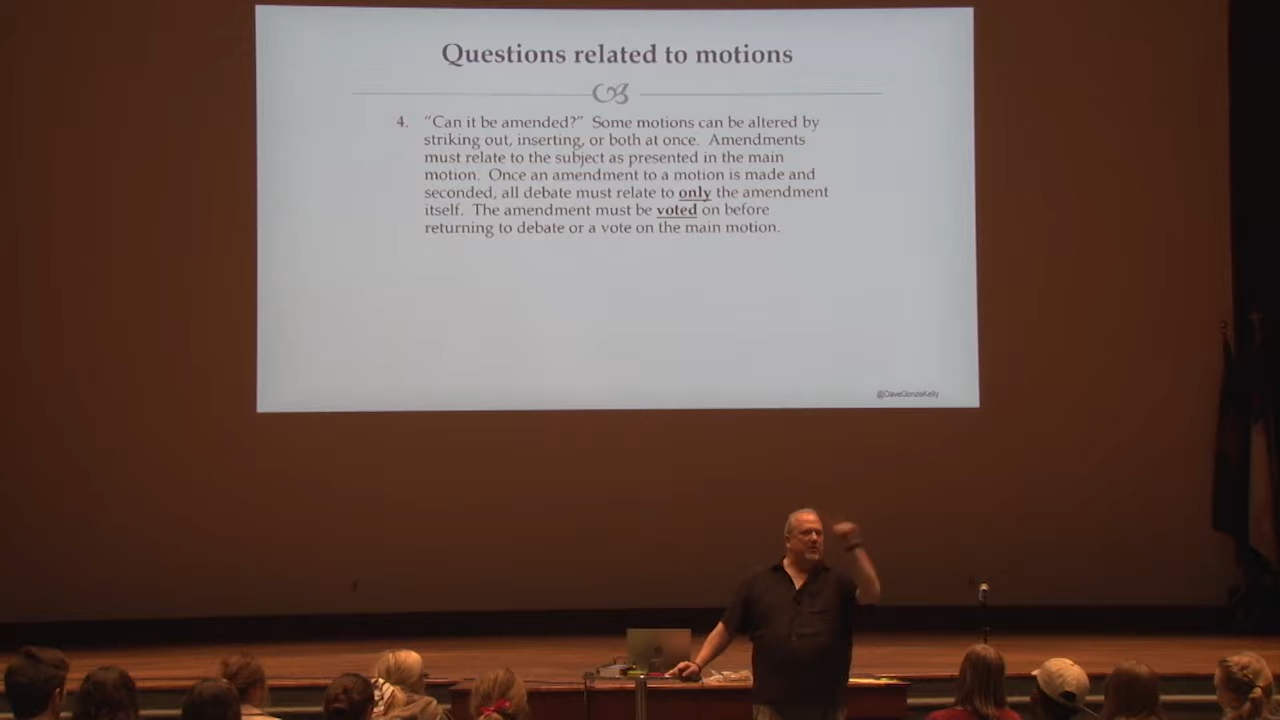 Questions related to motions
4. “Can it be amended?” Some motions can be altered by
striking out, inserting, or both at once. Amendments
must relate to the subject as presented in the main
motion. Once an amendment to a motion is made and
seconded, all debate must relate to only the amendment
itself. The amendment must be voted on before
returning to debate or a vote on the main motion.
@DaveGonzoKelly